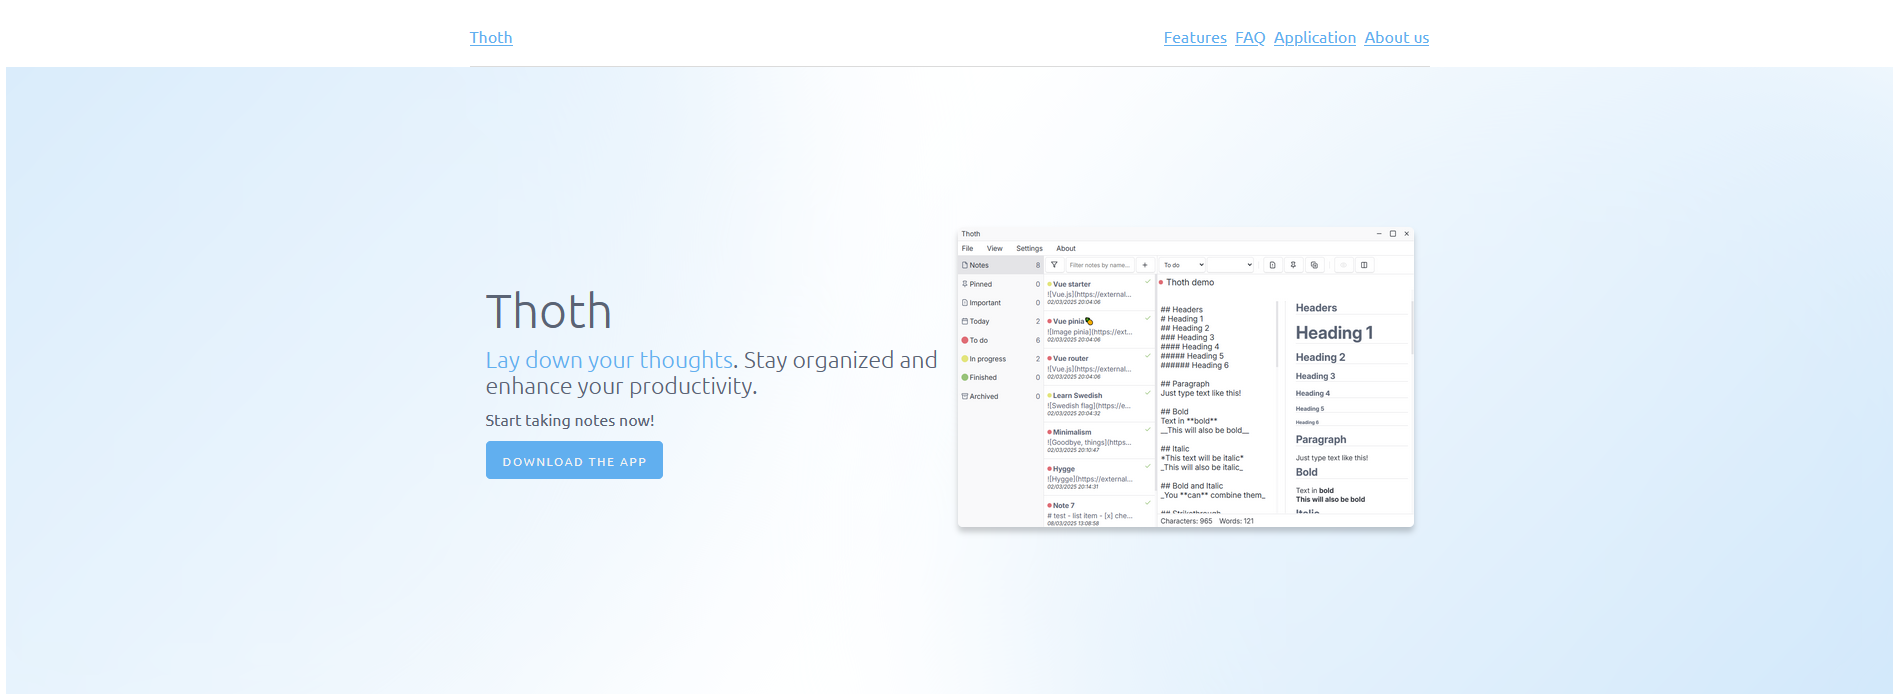 Thoth
Features FAQ Application About us
Thoth
Lay down your thoughts. Stay organized and
enhance your productivity.
Start taking notes now!
DOWNLOAD THE APP
Thoth
File View Settings About
Notes 8
Pinned 0
Important 0
Today 2
To do 6
In progress 2
Finished 0
Archived 0
Filter notes by name...
Vue starter
![Vue.js](https://external...
02/03/2025 20:04:06
Vue pinia
![Image pinia](https://ext...
02/03/2025 20:04:06
Vue router
![Vue.js](https://external...
02/03/2025 20:04:06
Learn Swedish
![Swedish flag](https://e...
02/03/2025 20:04:32
Minimalism
![Goodbye, things](https...
02/03/2025 20:10:47
Hygge
![Hygge](https://external...
02/03/2025 20:14:31
Note 7
# test - list item - [x] che...
08/03/2025 13:08:58
To do
Thoth demo
## Headers
# Heading 1
## Heading 2
### Heading 3
#### Heading 4
##### Heading 5
###### Heading 6
## Paragraph
Just type text like this!
## Bold
Text in **bold**
__This will also be bold__
## Italic
*This text will be italic*
_This will also be italic_
## Bold and Italic
_You **can** combine them_
## Strikethrough
Headers
Heading 1
Heading 2
Heading 3
Heading 4
Heading 5
Heading 6
Paragraph
Just type text like this!
Bold
Text in bold
This will also be bold
Italic
Characters: 965 Words: 121